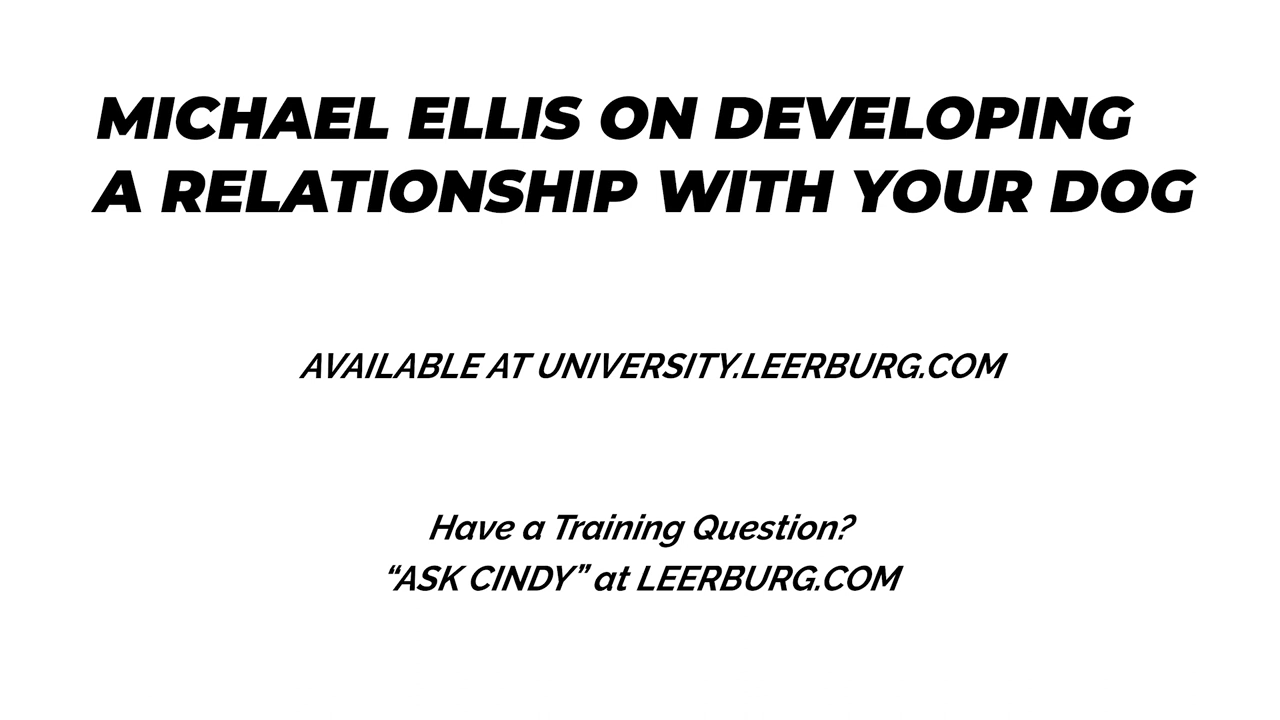 MICHAEL ELLIS ON DEVELOPING
A RELATIONSHIP WITH YOUR DOG
AVAILABLE AT UNIVERSITY.LEERBURG.COM
Have a Training Question?
“ASK CINDY” at LEERBURG.COM